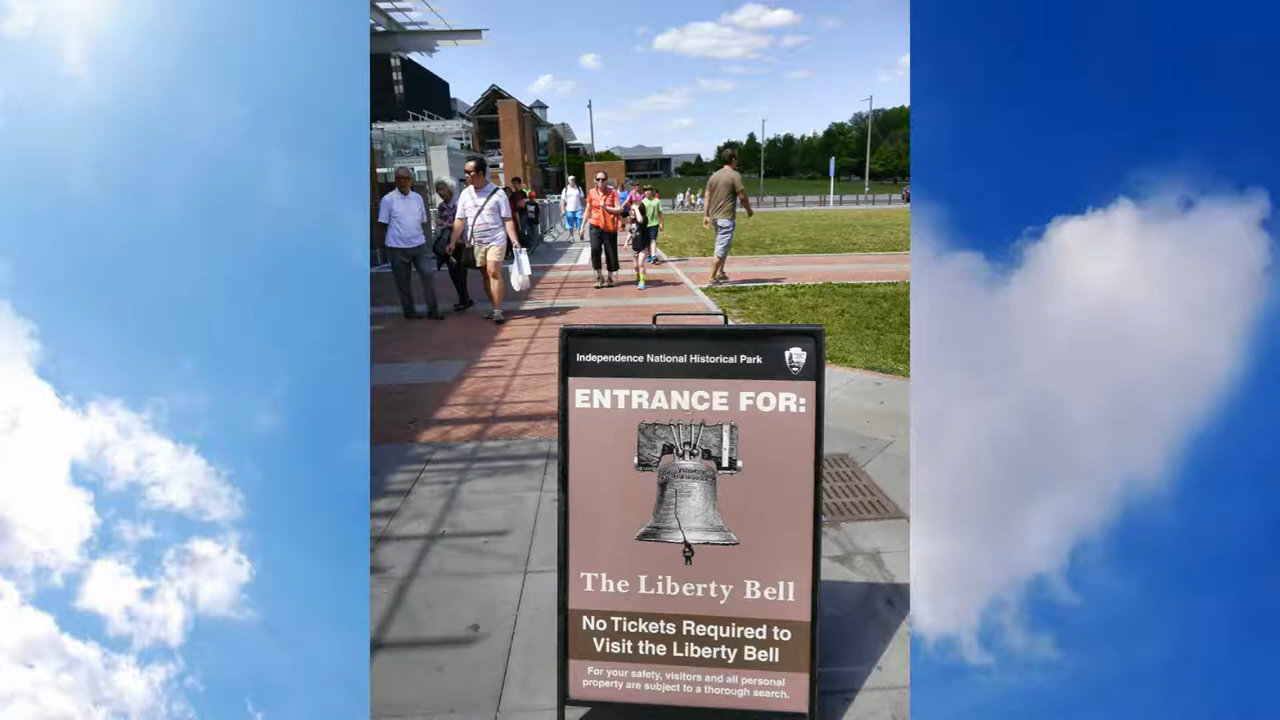 Independence National Historical Park
ENTRANCE FOR:
The Liberty Bell
No Tickets Required to
Visit the Liberty Bell
For your safety, visitors and all personal
property are subject to a thorough search.